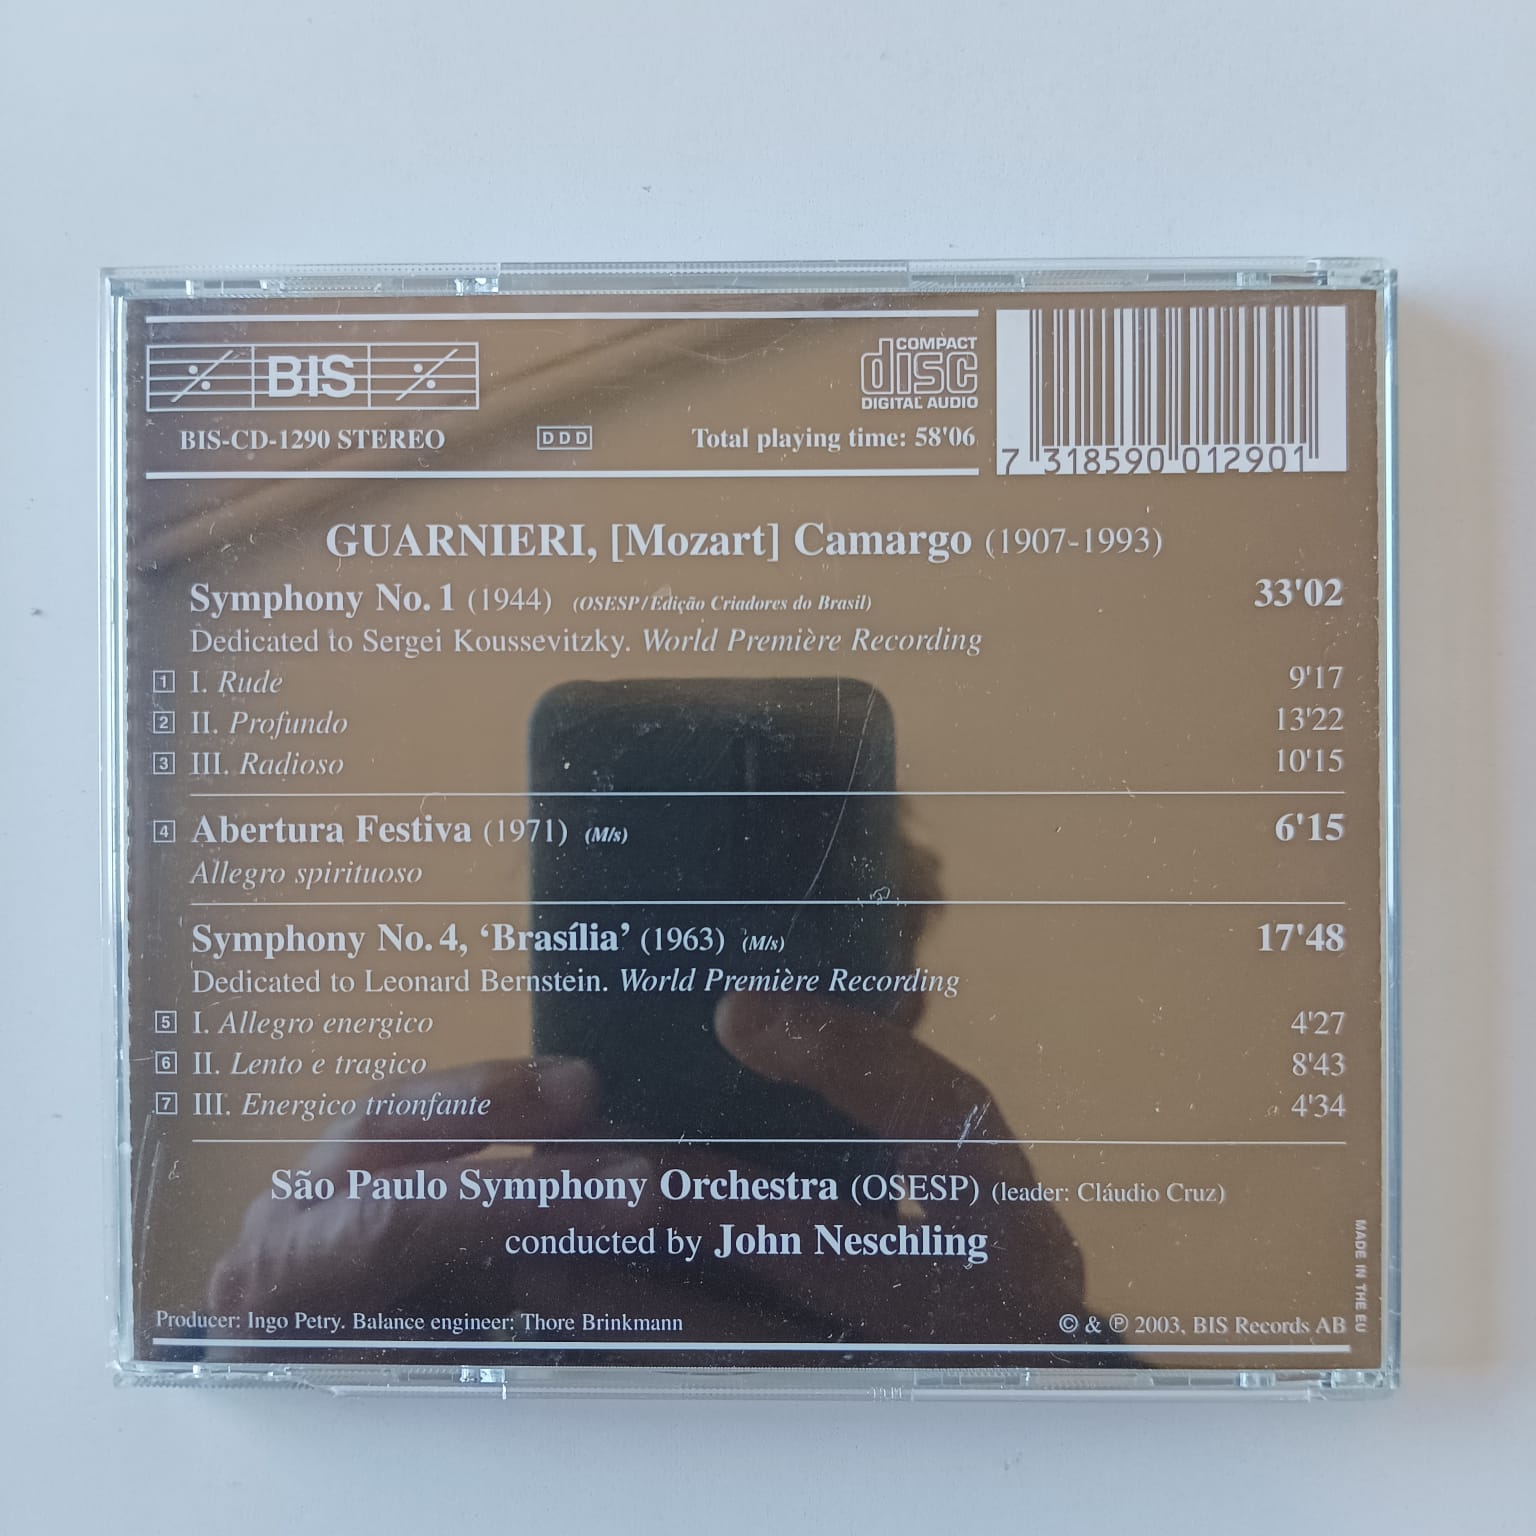 BIS
COMPACT
disc
DIGITAL AUDIO
BIS-CD-1290 STEREO
DDD
Total playing time: 58'06
7 318590 012901
GUARNIERI, [Mozart] Camargo (1907-1993)
Symphony No. 1 (1944) (OSESP/Edição Criadores do Brasil) 33'02
Dedicated to Sergei Koussevitzky. World Première Recording
1 I. Rude 9'17
2 II. Profundo 13'22
3 III. Radioso 10'15
4 Abertura Festiva (1971) (M/s) 6'15
Allegro spirituoso
Symphony No. 4, ‘Brasília’ (1963) (M/s) 17'48
Dedicated to Leonard Bernstein. World Première Recording
5 I. Allegro energico 4'27
6 II. Lento e tragico 8'43
7 III. Energico trionfante 4'34
São Paulo Symphony Orchestra (OSESP) (leader: Cláudio Cruz)
conducted by John Neschling
Producer: Ingo Petry. Balance engineer: Thore Brinkmann
© & ℗ 2003, BIS Records AB
MADE IN THE EU